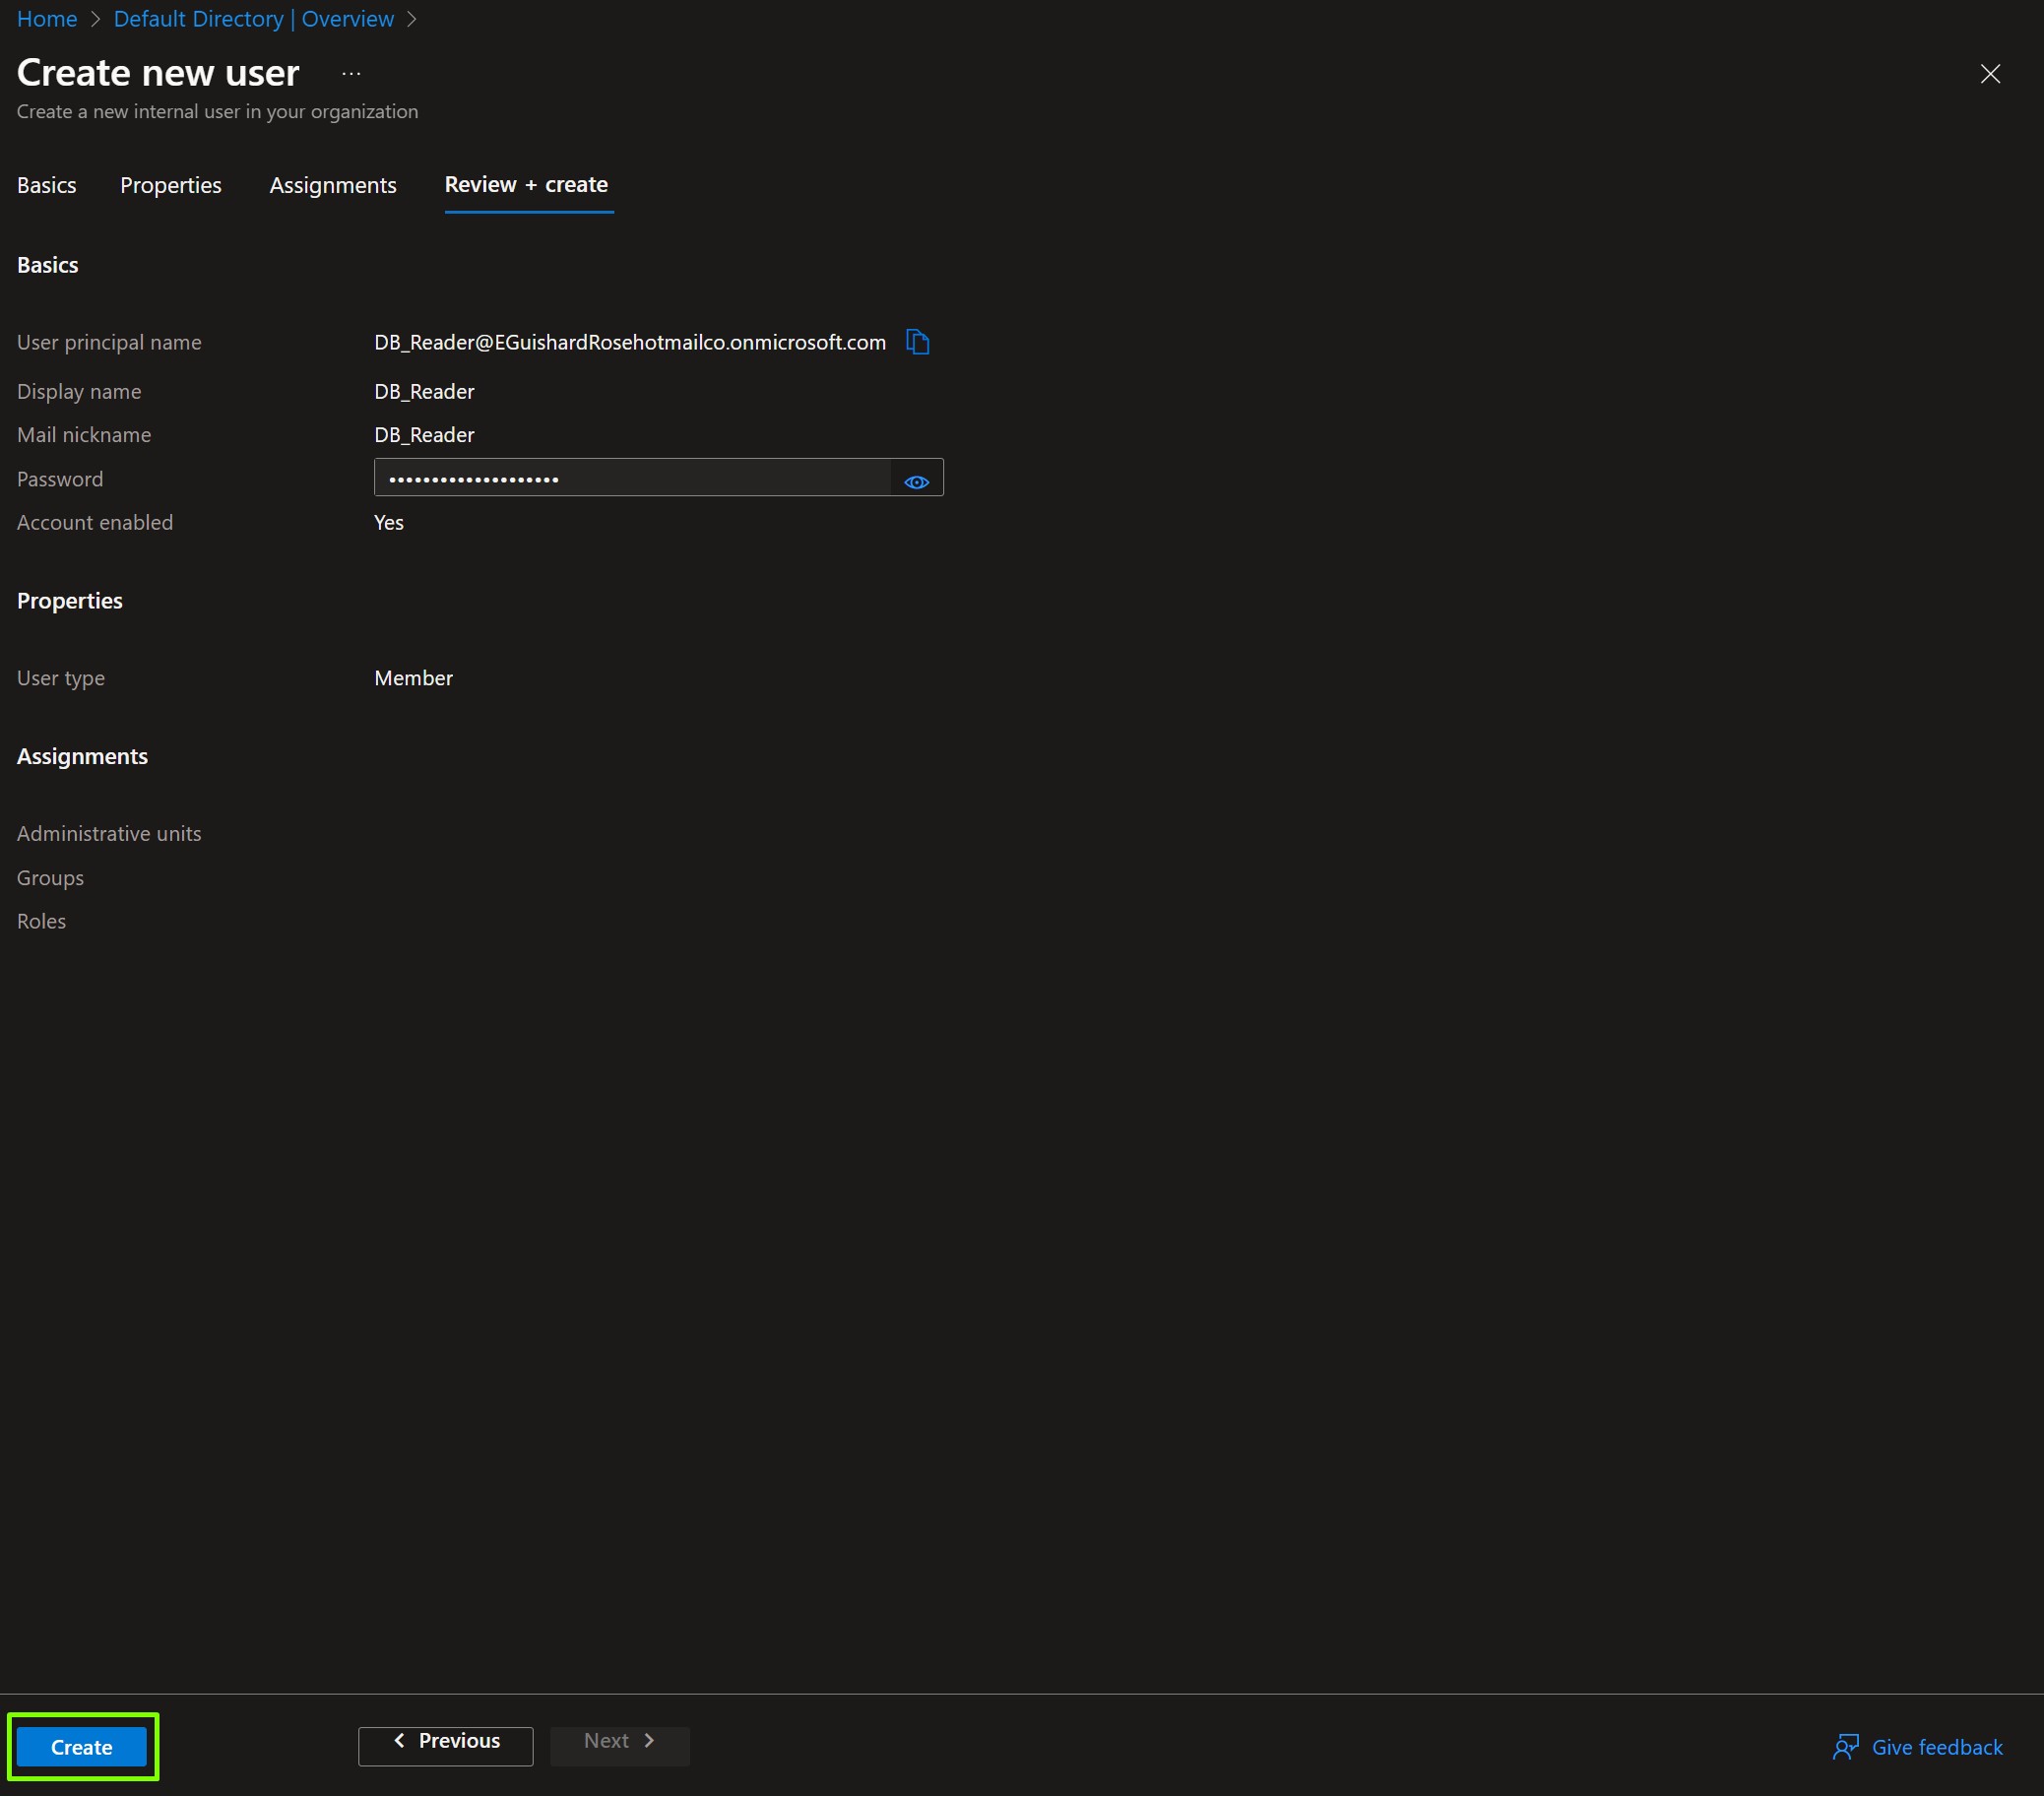 Home > Default Directory | Overview >
Create new user ...
Create a new internal user in your organization
Basics Properties Assignments Review + create
Basics
User principal name DB_Reader@EGuishardRosehotmailco.onmicrosoft.com
Display name DB_Reader
Mail nickname DB_Reader
Password ••••••••••••••••••••
Account enabled Yes
Properties
User type Member
Assignments
Administrative units
Groups
Roles
Create < Previous Next > Give feedback